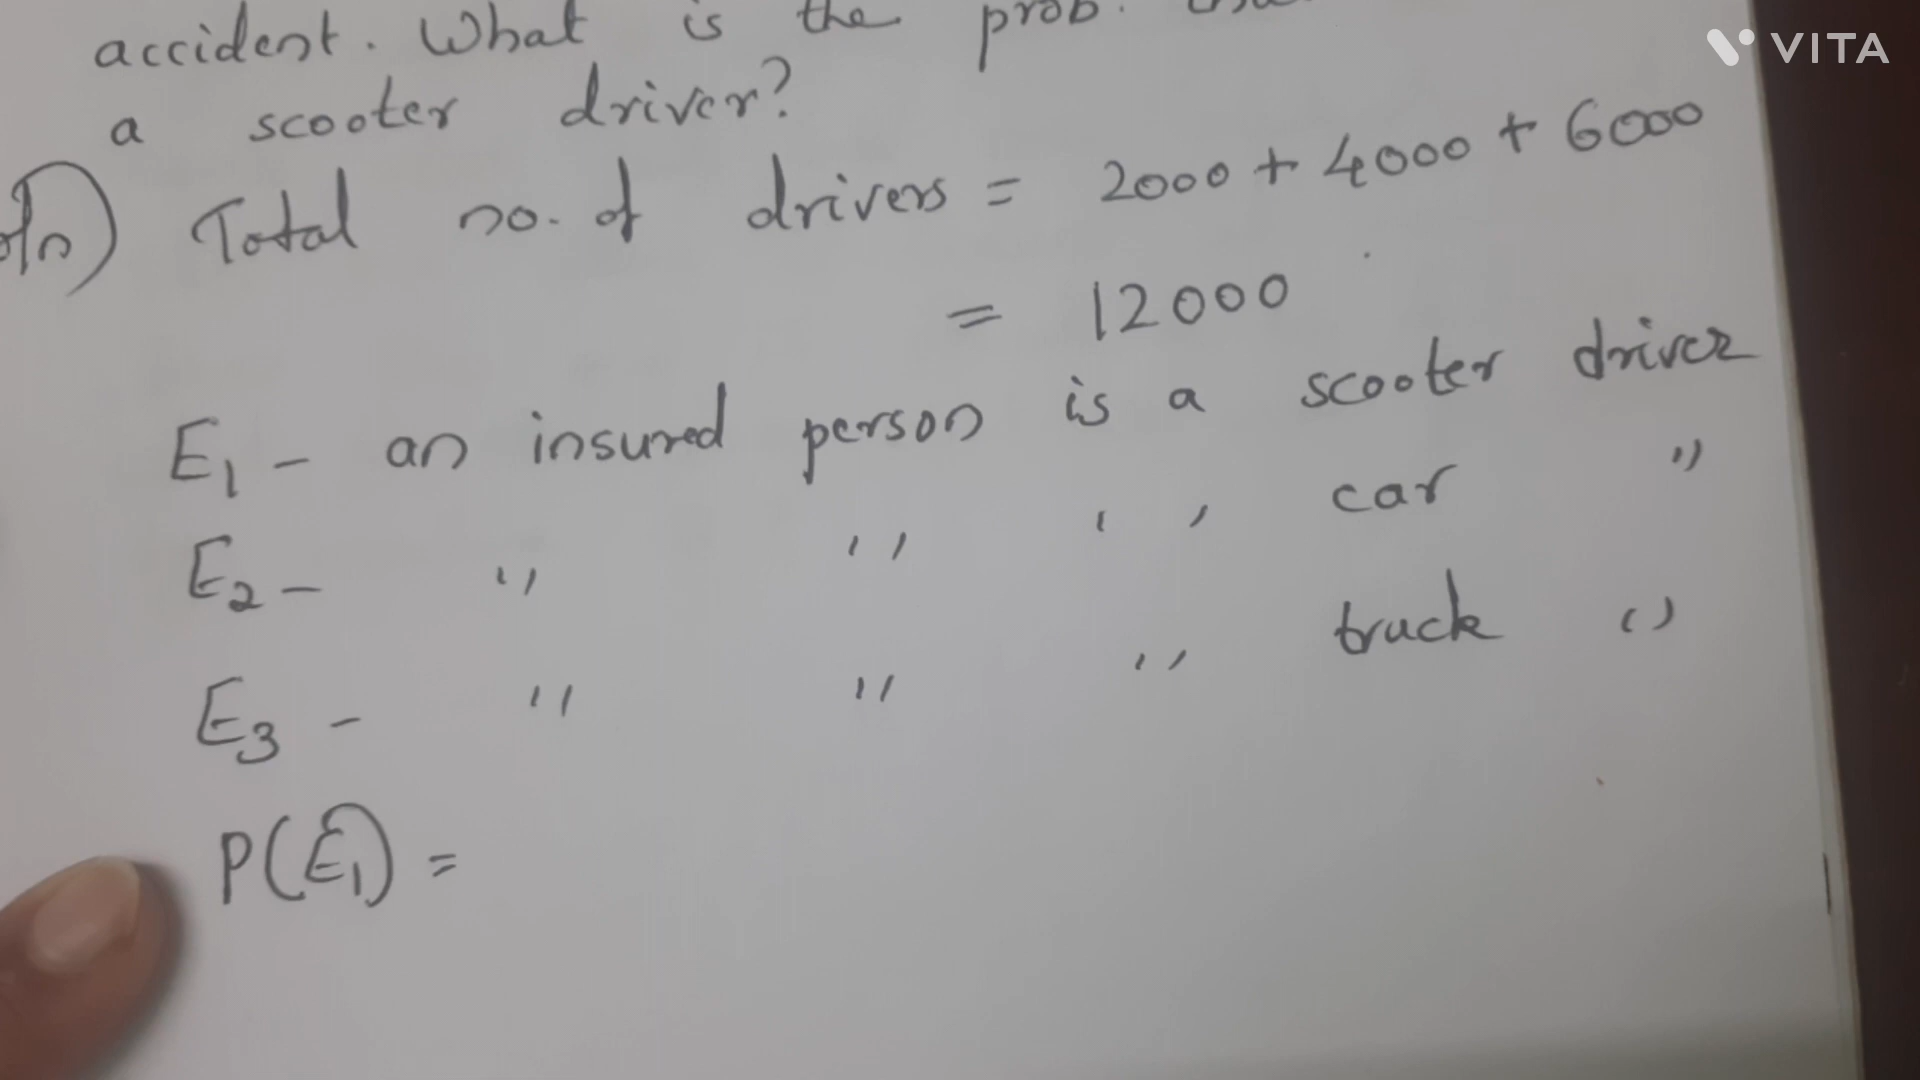 accident. What is the prob.
VITA
a scooter driver?
Total no. of drivers = 2000 + 4000 + 6000
= 12000
E1 - an insured person is a scooter driver
E2 - " " " car "
E3 - " " " truck "
P(E1) =